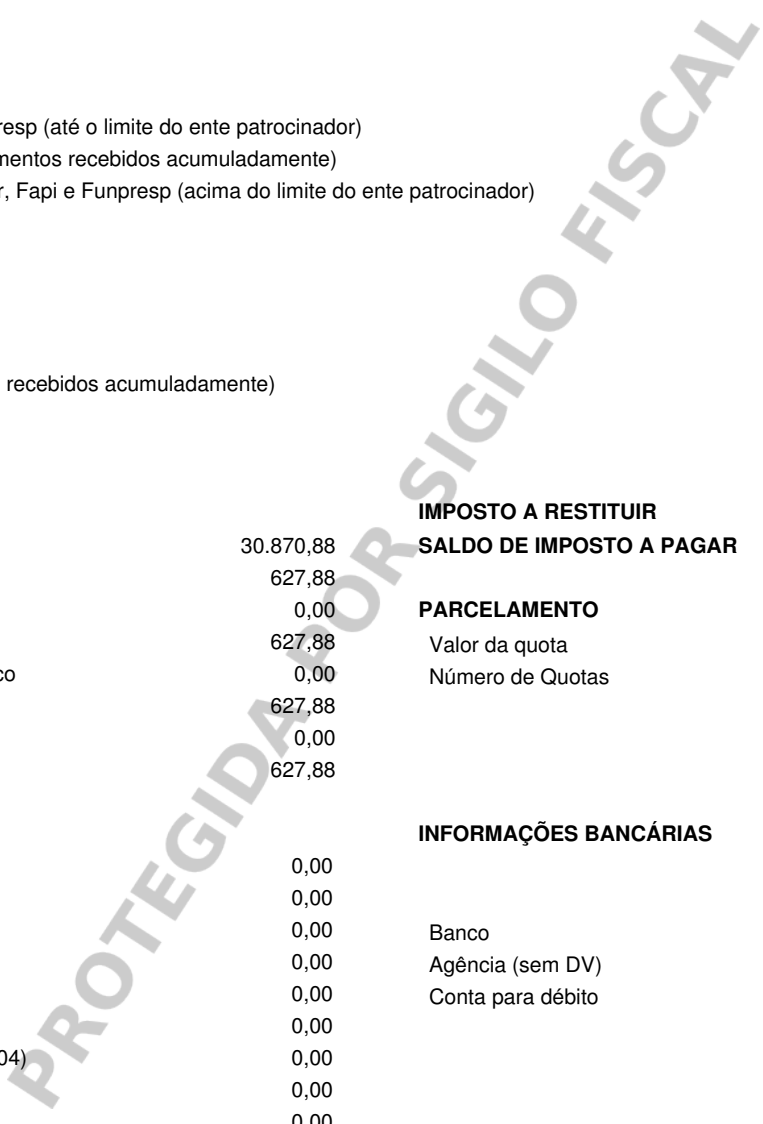 resp (até o limite do ente patrocinador)
mentos recebidos acumuladamente)
r, Fapi e Funpresp (acima do limite do ente patrocinador)
recebidos acumuladamente)
IMPOSTO A RESTITUIR
30.870,88 SALDO DE IMPOSTO A PAGAR
627,88
0,00 PARCELAMENTO
627,88 Valor da quota
co 0,00 Número de Quotas
627,88
0,00
627,88
INFORMAÇÕES BANCÁRIAS
0,00
0,00
0,00 Banco
0,00 Agência (sem DV)
0,00 Conta para débito
0,00
04) 0,00
0,00
0,00
PROTEGIDA POR SIGILO FISCAL